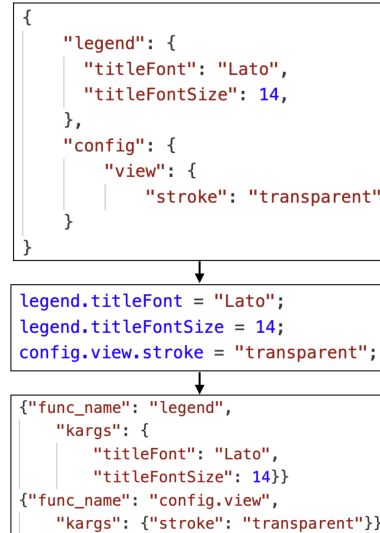 {
"legend": {
"titleFont": "Lato",
"titleFontSize": 14,
},
"config": {
"view": {
"stroke": "transparent"
}
}
legend.titleFont = "Lato";
legend.titleFontSize = 14;
config.view.stroke = "transparent";
{"func_name": "legend",
"kargs": {
"titleFont": "Lato",
"titleFontSize": 14}}
{"func_name": "config.view",
"kargs": {"stroke": "transparent"}}